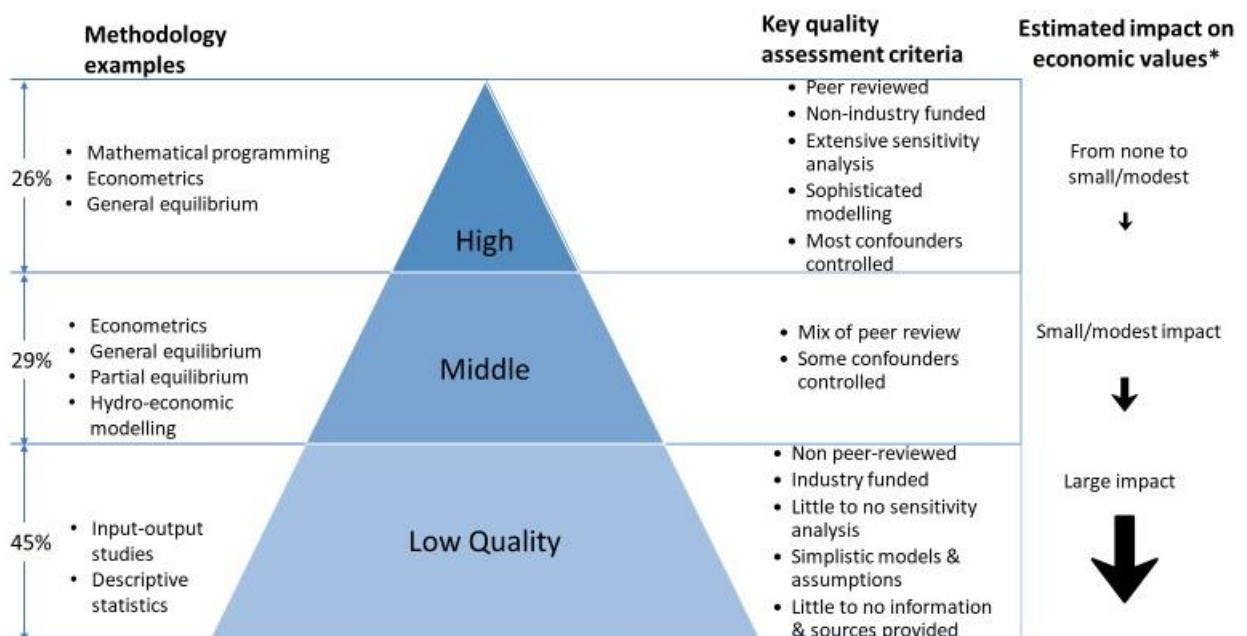 Methodology
examples
Key quality
assessment criteria
Estimated impact on
economic values*
26%
• Mathematical programming
• Econometrics
• General equilibrium
High
• Peer reviewed
• Non-industry funded
• Extensive sensitivity
analysis
• Sophisticated
modelling
• Most confounders
controlled
From none to
small/modest
29%
• Econometrics
• General equilibrium
• Partial equilibrium
• Hydro-economic
modelling
Middle
• Mix of peer review
• Some confounders
controlled
Small/modest impact
45%
• Input-output
studies
• Descriptive
statistics
Low Quality
• Non peer-reviewed
• Industry funded
• Little to no sensitivity
analysis
• Simplistic models &
assumptions
• Little to no information
& sources provided
Large impact